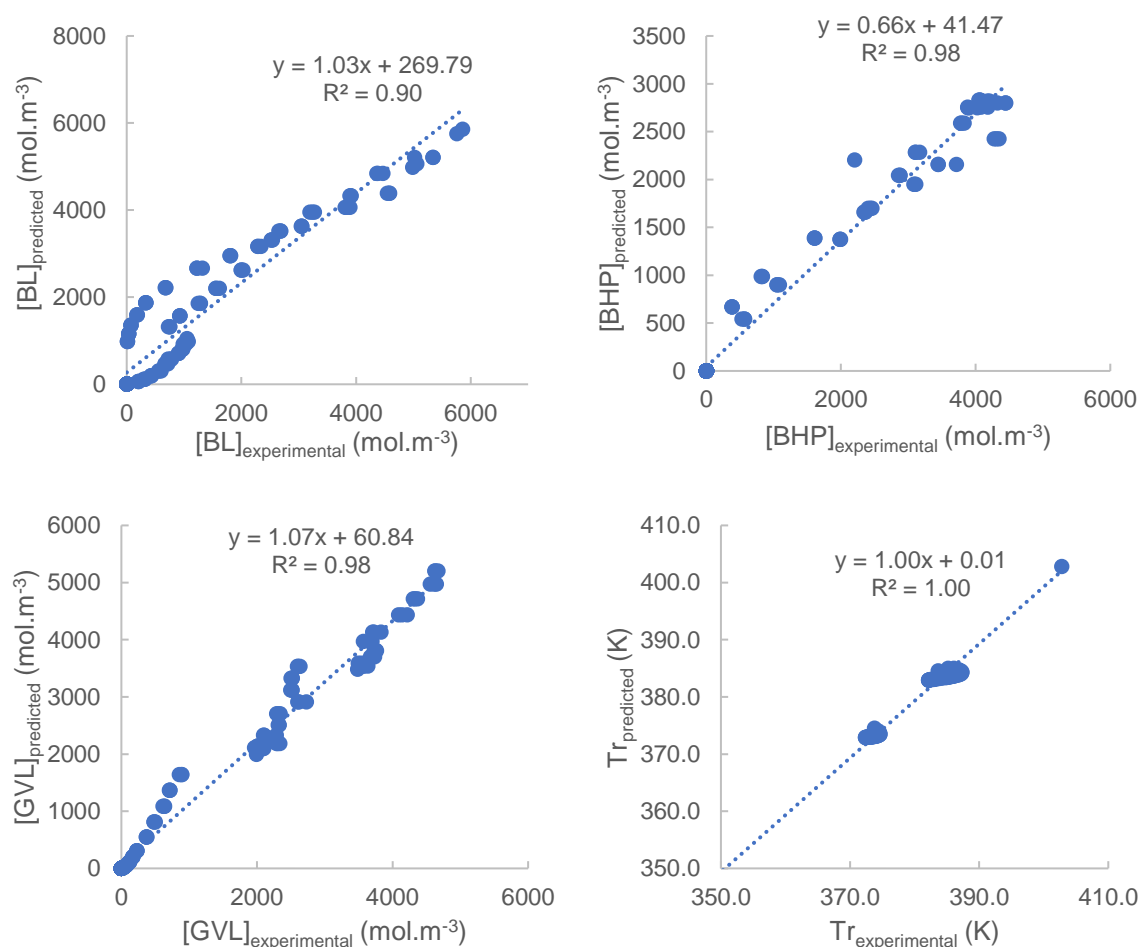 y = 1.03x + 269.79
R² = 0.90
[BL]predicted (mol.m-3)
8000
6000
4000
2000
0
0 2000 4000 6000
[BL]experimental (mol.m-3)
y = 0.66x + 41.47
R² = 0.98
[BHP]predicted (mol.m-3)
3500
3000
2500
2000
1500
1000
500
0
0 2000 4000 6000
[BHP]experimental (mol.m-3)
y = 1.07x + 60.84
R² = 0.98
[GVL]predicted (mol.m-3)
6000
5000
4000
3000
2000
1000
0
0 2000 4000 6000
[GVL]experimental (mol.m-3)
y = 1.00x + 0.01
R² = 1.00
Trpredicted (K)
410.0
400.0
390.0
380.0
370.0
360.0
350.0
350.0 370.0 390.0 410.0
Trexperimental (K)